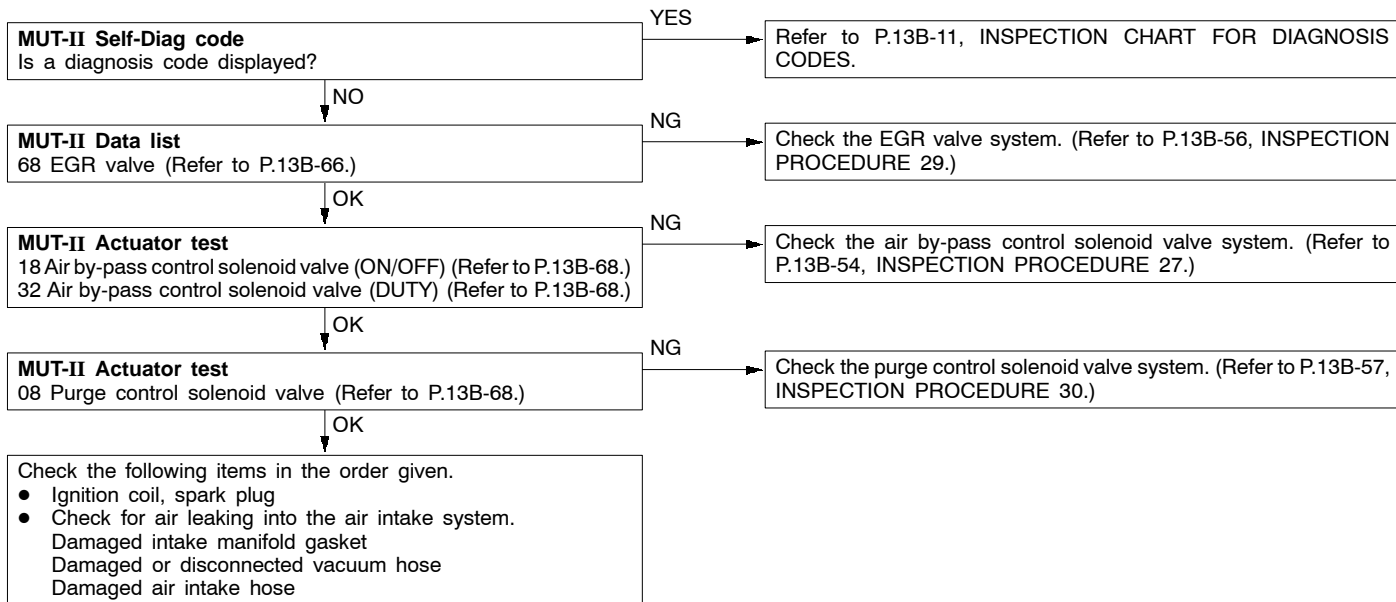 MUT-II Self-Diag code
Is a diagnosis code displayed?
YES
Refer to P.13B-11, INSPECTION CHART FOR DIAGNOSIS
CODES.
NO
MUT-II Data list
68 EGR valve (Refer to P.13B-66.)
NG
Check the EGR valve system. (Refer to P.13B-56, INSPECTION
PROCEDURE 29.)
OK
MUT-II Actuator test
18 Air by-pass control solenoid valve (ON/OFF) (Refer to P.13B-68.)
32 Air by-pass control solenoid valve (DUTY) (Refer to P.13B-68.)
NG
Check the air by-pass control solenoid valve system. (Refer to
P.13B-54, INSPECTION PROCEDURE 27.)
OK
MUT-II Actuator test
08 Purge control solenoid valve (Refer to P.13B-68.)
NG
Check the purge control solenoid valve system. (Refer to P.13B-57,
INSPECTION PROCEDURE 30.)
OK
Check the following items in the order given.
● Ignition coil, spark plug
● Check for air leaking into the air intake system.
Damaged intake manifold gasket
Damaged or disconnected vacuum hose
Damaged air intake hose